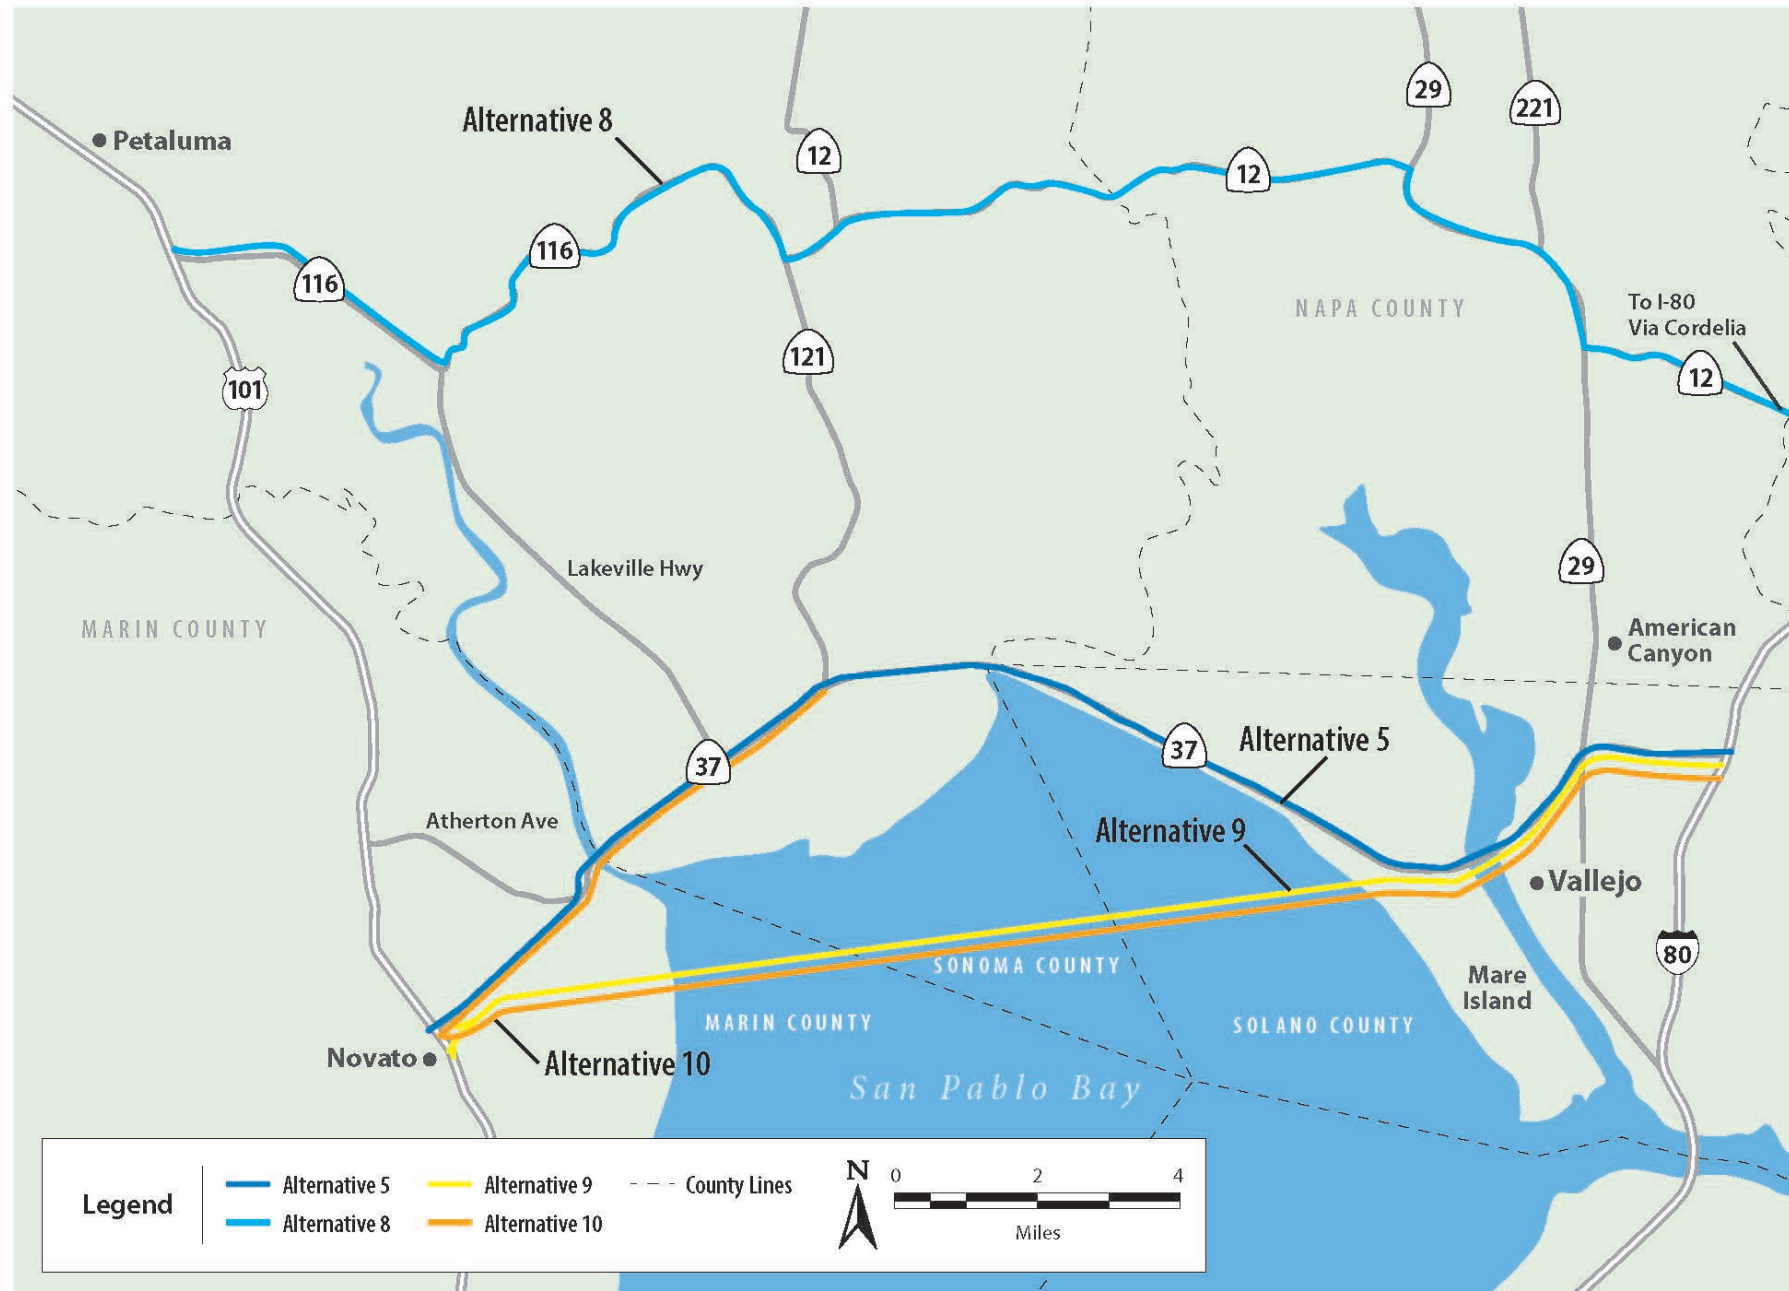 29
221
Alternative 8
Petaluma
12
12
116
116
NAPA COUNTY
To I-80
Via Cordelia
121
12
101
Lakeville Hwy
29
MARIN COUNTY
American
Canyon
37
37
Alternative 5
Atherton Ave
Alternative 9
Vallejo
80
SONOMA COUNTY
Mare
Island
MARIN COUNTY
SOLANO COUNTY
Novato
Alternative 10
San Pablo Bay
Legend
Alternative 5
Alternative 9
County Lines
Alternative 8
Alternative 10
N
0 2 4
Miles